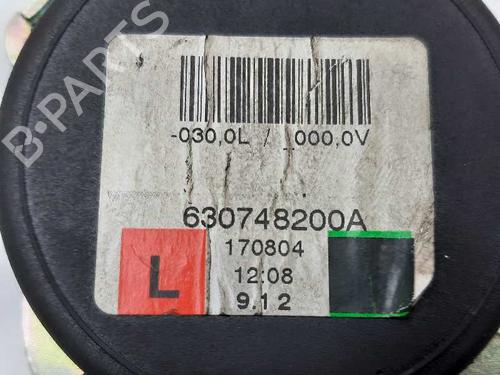 B-PARTS
-030,0L / _000,0V
630748200A
170804
12:08
9.12
L